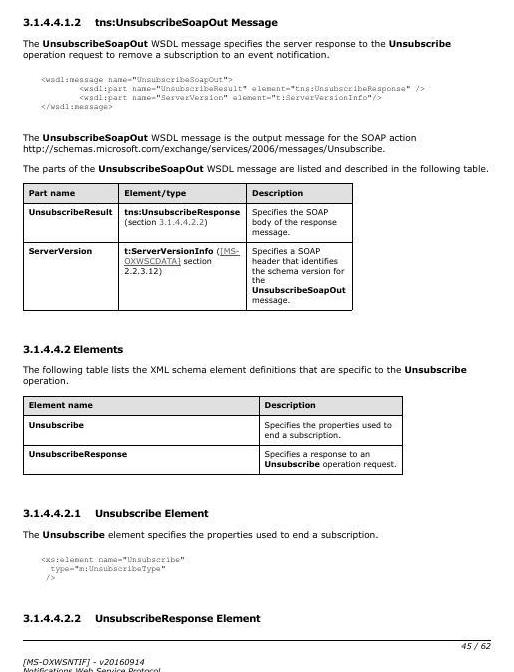 3.1.4.4.1.2 tns:UnsubscribeSoapOut Message
The UnsubscribeSoapOut WSDL message specifies the server response to the Unsubscribe
operation request to remove a subscription to an event notification.
<wsdl:message name="UnsubscribeSoapOut">
<wsdl:part name="UnsubscribeResult" element="tns:UnsubscribeResponse" />
<wsdl:part name="ServerVersion" element="t:ServerVersionInfo"/>
</wsdl:message>
The UnsubscribeSoapOut WSDL message is the output message for the SOAP action
http://schemas.microsoft.com/exchange/services/2006/messages/Unsubscribe.
The parts of the UnsubscribeSoapOut WSDL message are listed and described in the following table.
Part name Element/type Description
UnsubscribeResult tns:UnsubscribeResponse Specifies the SOAP
(section 3.1.4.4.2.2) body of the response
message.
ServerVersion t:ServerVersionInfo ([MS- Specifies a SOAP
OXWSCDATA] section header that identifies
2.2.3.12) the schema version for
the
UnsubscribeSoapOut
message.
3.1.4.4.2 Elements
The following table lists the XML schema element definitions that are specific to the Unsubscribe
operation.
Element name Description
Unsubscribe Specifies the properties used to
end a subscription.
UnsubscribeResponse Specifies a response to an
Unsubscribe operation request.
3.1.4.4.2.1 Unsubscribe Element
The Unsubscribe element specifies the properties used to end a subscription.
<xs:element name="Unsubscribe"
type="m:UnsubscribeType"
/>
3.1.4.4.2.2 UnsubscribeResponse Element
45 / 62
[MS-OXWSNTIF] - v20160914
Notifications Web Service Protocol